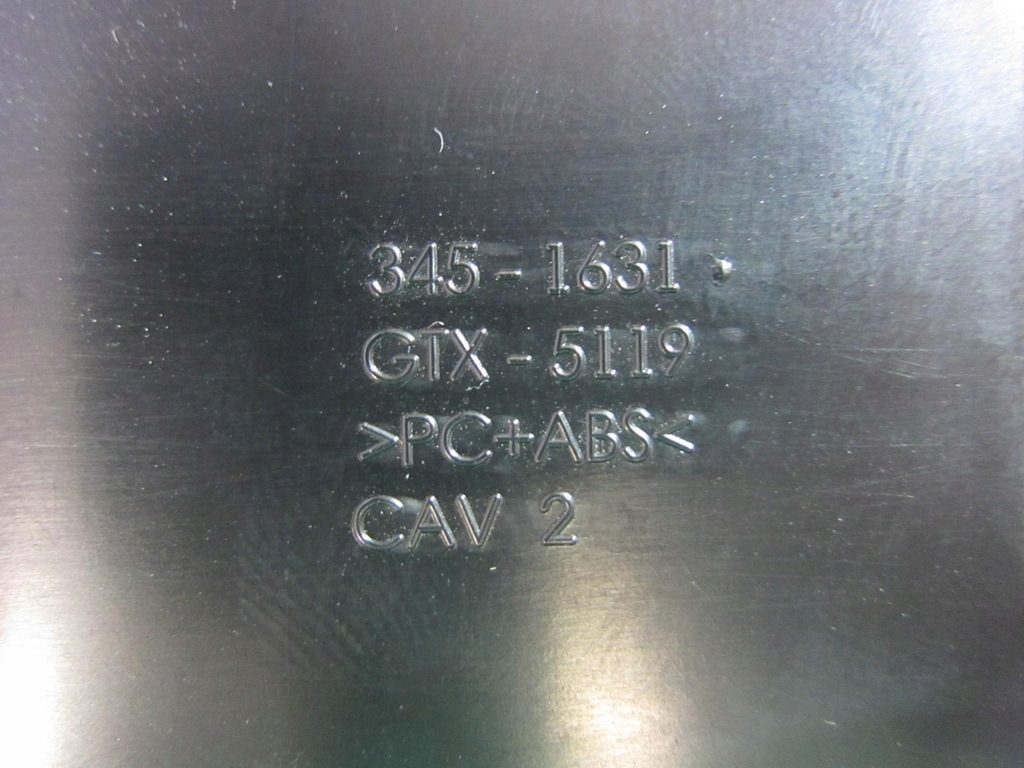 345-1631
GTX-5119
>PC+ABS<
CAV 2